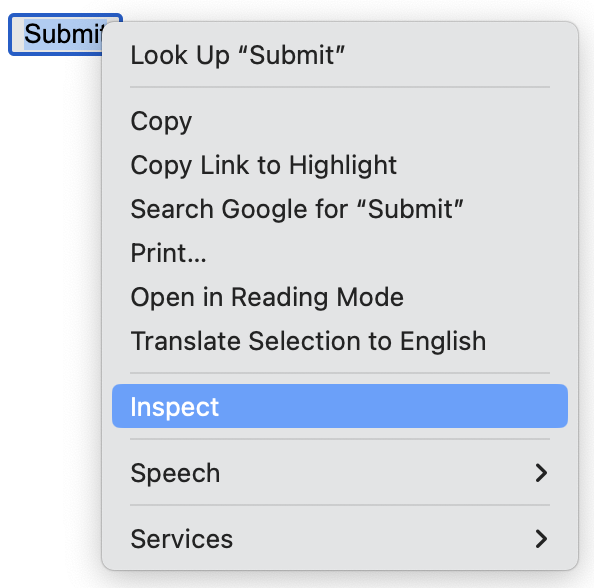 Submit
Look Up “Submit”
Copy
Copy Link to Highlight
Search Google for “Submit”
Print...
Open in Reading Mode
Translate Selection to English
Inspect
Speech
Services